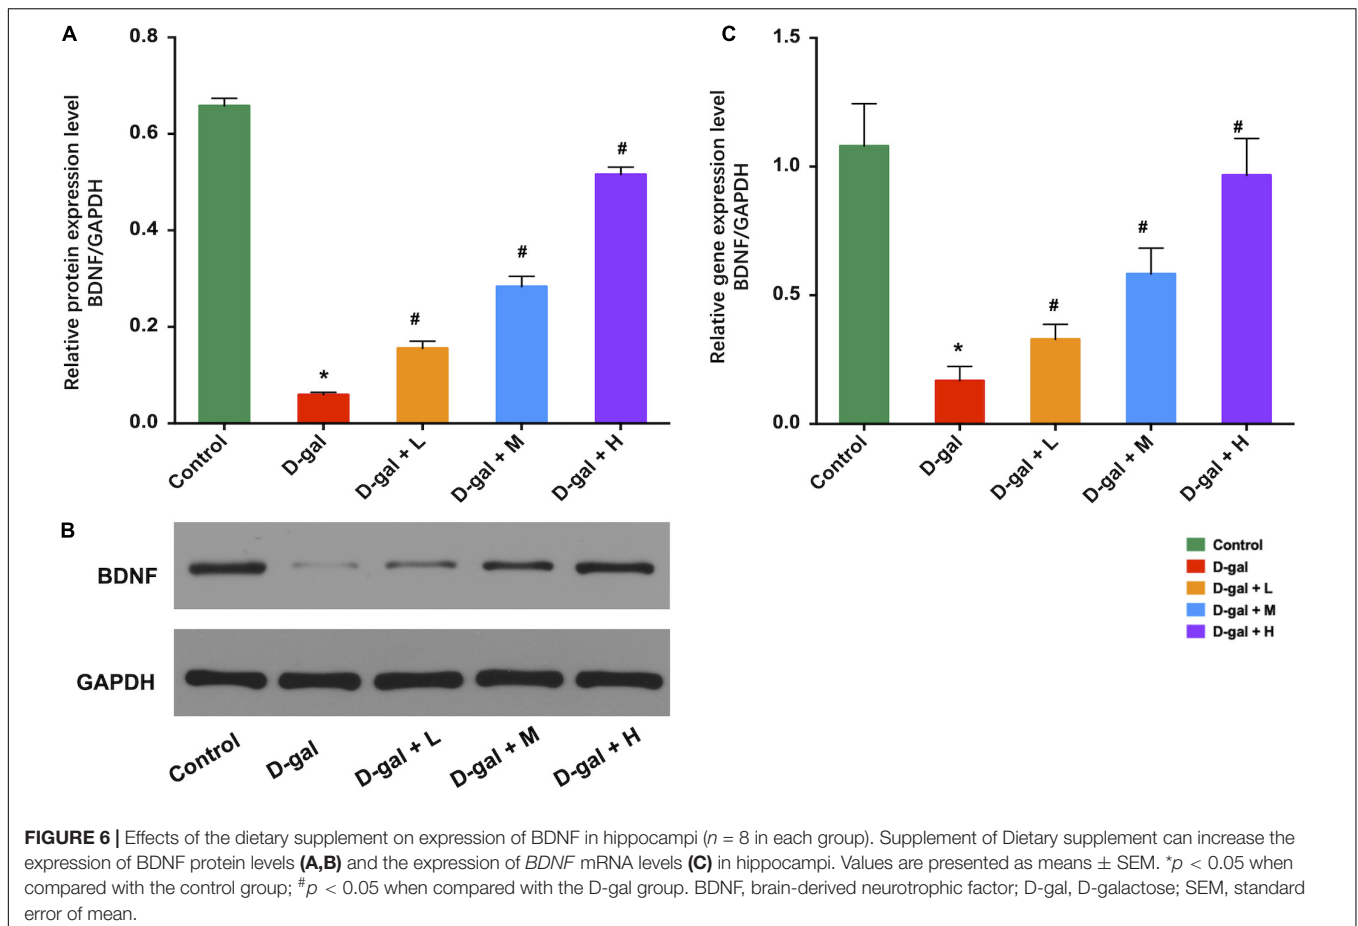 A
Relative protein expression level
BDNF/GAPDH
0.8
0.6
0.4
0.2
0.0
*
#
#
#
Control
D-gal
D-gal + L
D-gal + M
D-gal + H
C
Relative gene expression level
BDNF/GAPDH
1.5
1.0
0.5
0.0
*
#
#
#
Control
D-gal
D-gal + L
D-gal + M
D-gal + H
B
BDNF
GAPDH
Control
D-gal
D-gal + L
D-gal + M
D-gal + H
Control
D-gal
D-gal + L
D-gal + M
D-gal + H
FIGURE 6 | Effects of the dietary supplement on expression of BDNF in hippocampi (n = 8 in each group). Supplement of Dietary supplement can increase the
expression of BDNF protein levels (A,B) and the expression of BDNF mRNA levels (C) in hippocampi. Values are presented as means ± SEM. *p < 0.05 when
compared with the control group; #p < 0.05 when compared with the D-gal group. BDNF, brain-derived neurotrophic factor; D-gal, D-galactose; SEM, standard
error of mean.